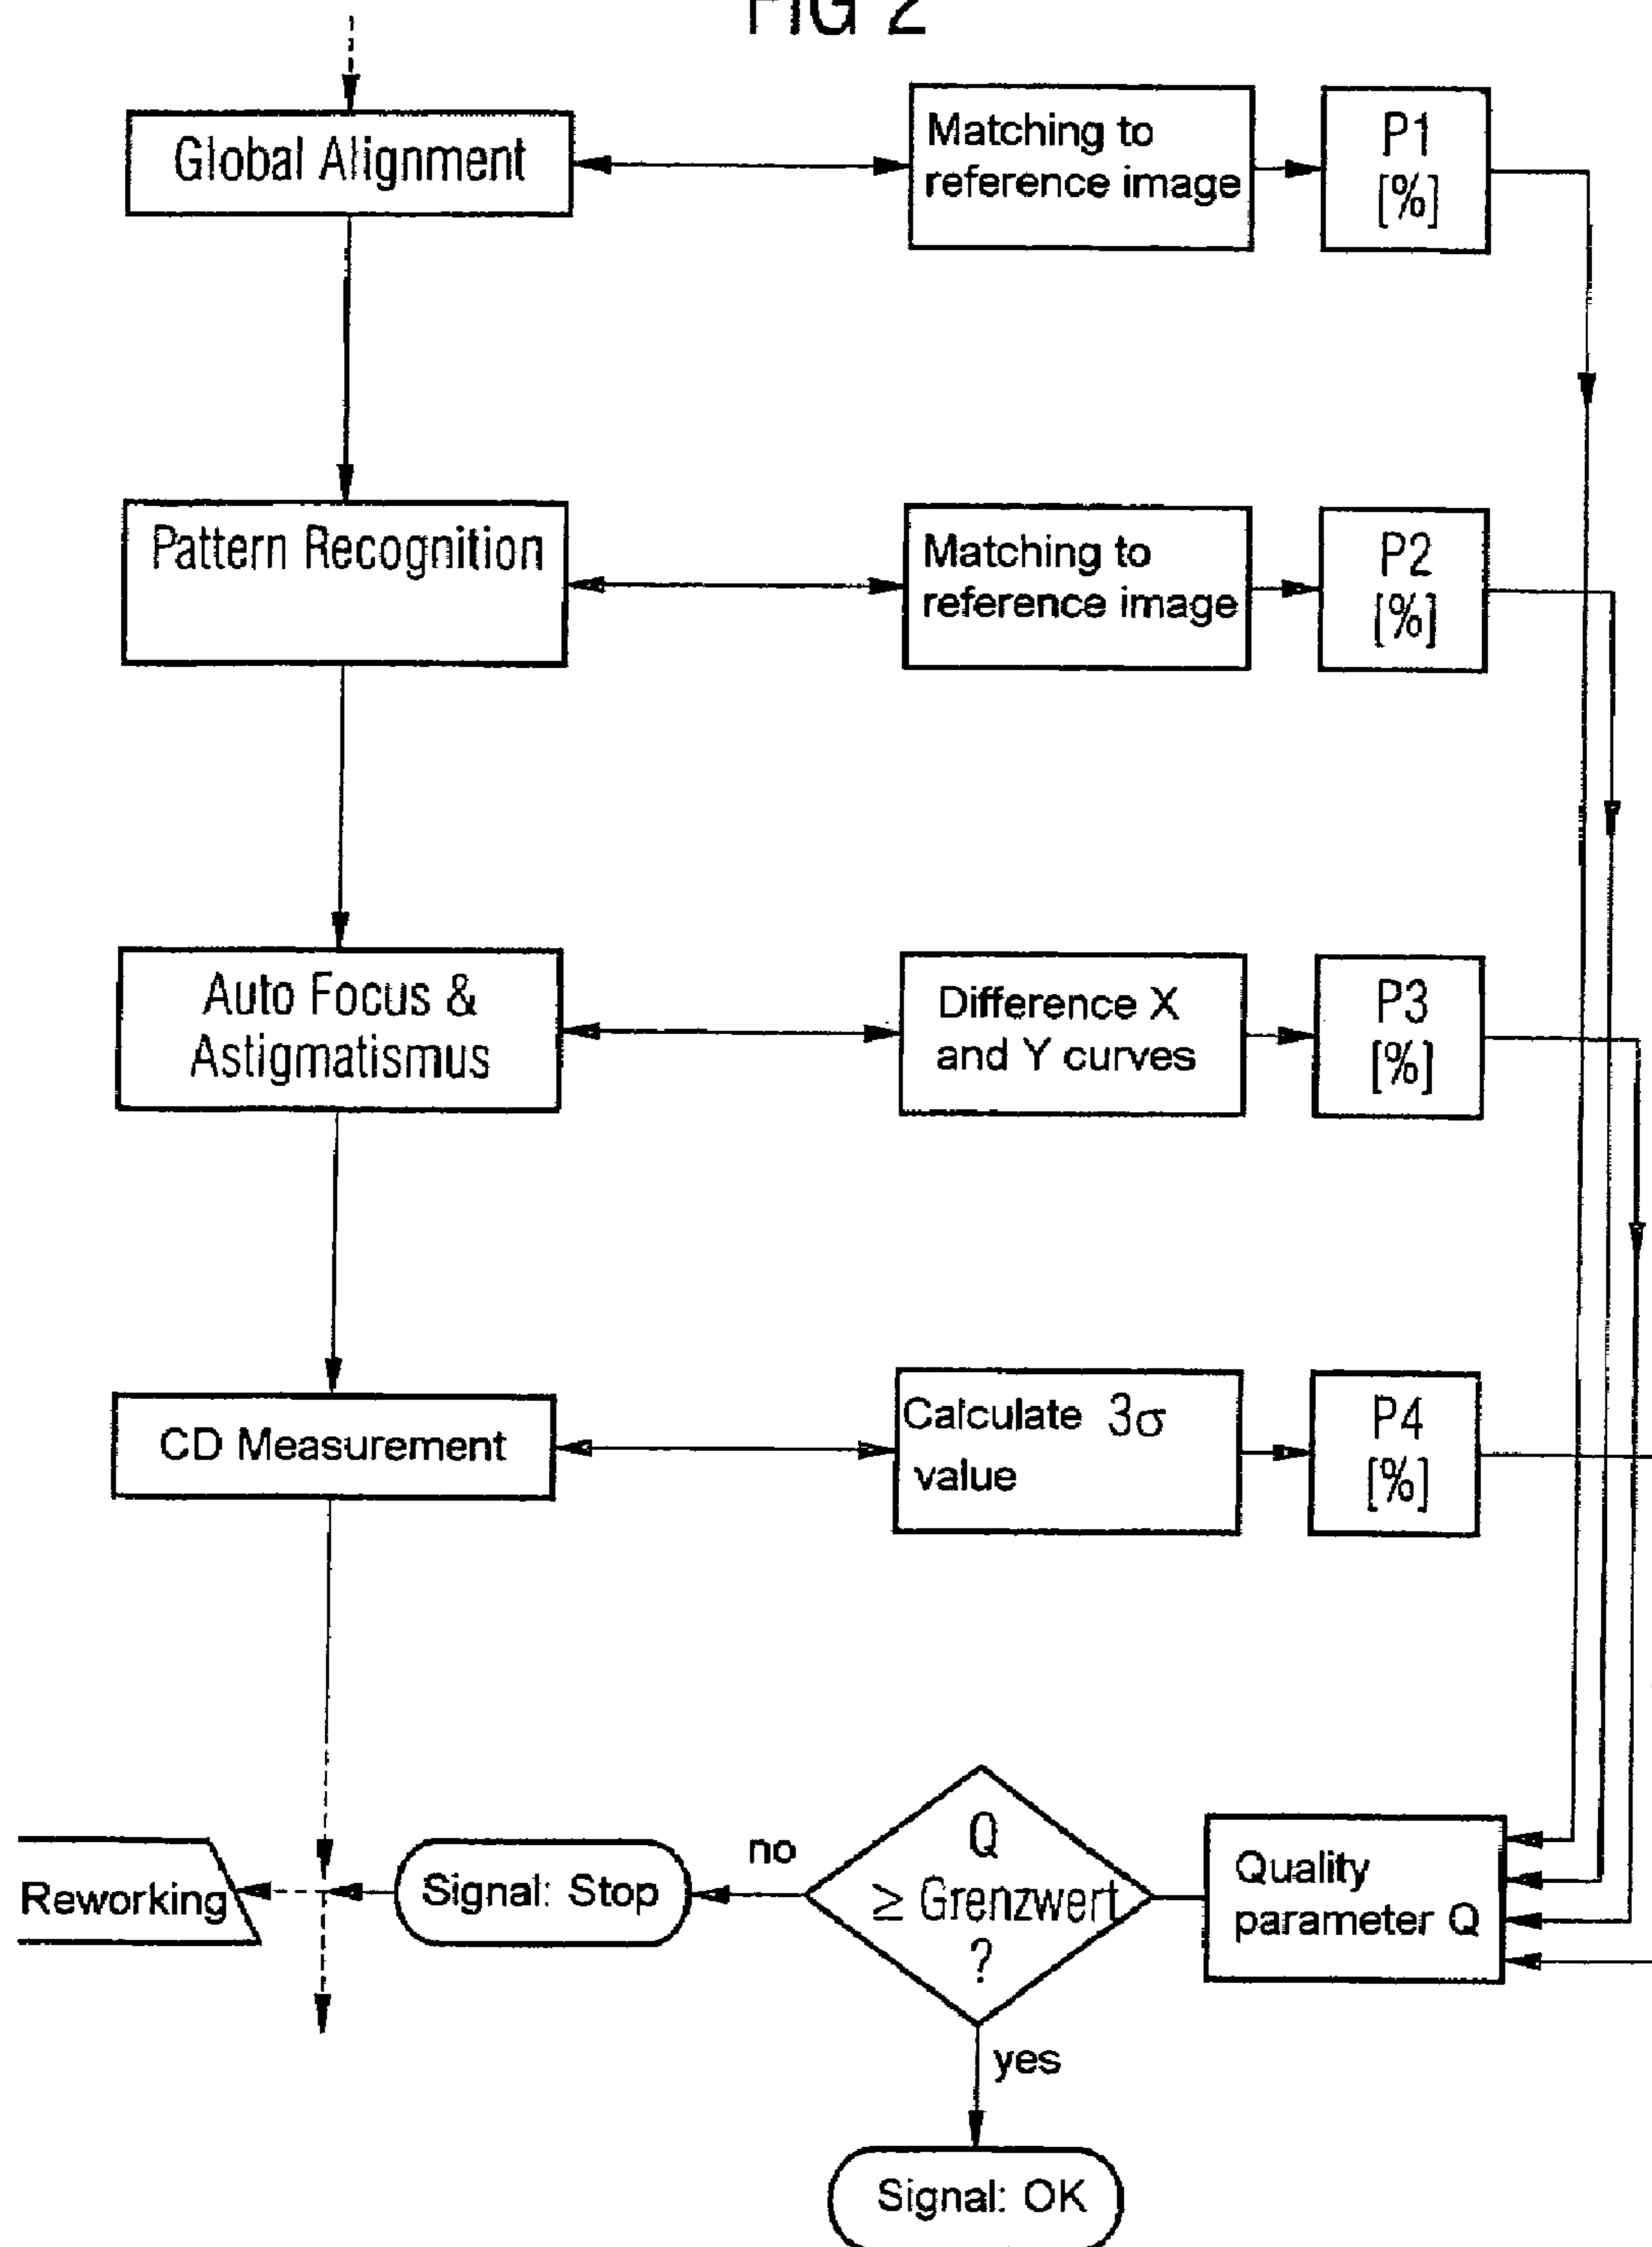 FIG 2
Global Alignment
Matching to
reference image
P1
[%]
Pattern Recognition
Matching to
reference image
P2
[%]
Auto Focus &
Astigmatismus
Difference X
and Y curves
P3
[%]
CD Measurement
Calculate 3σ
value
P4
[%]
Reworking
Signal: Stop
no
Q
≥ Grenzwert
?
Quality
parameter Q
yes
Signal: OK